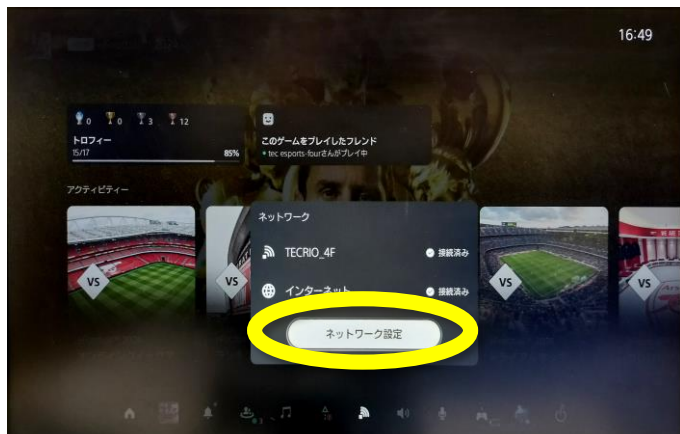 16:49
0 0 3 12
トロフィー
15/17 85%
このゲームをプレイしたフレンド
• tec esports-fourさんがプレイ中
アクティビティー
ネットワーク
TECRIO_4F 接続済み
インターネット 接続済み
ネットワーク設定
VS
VS
VS
VS